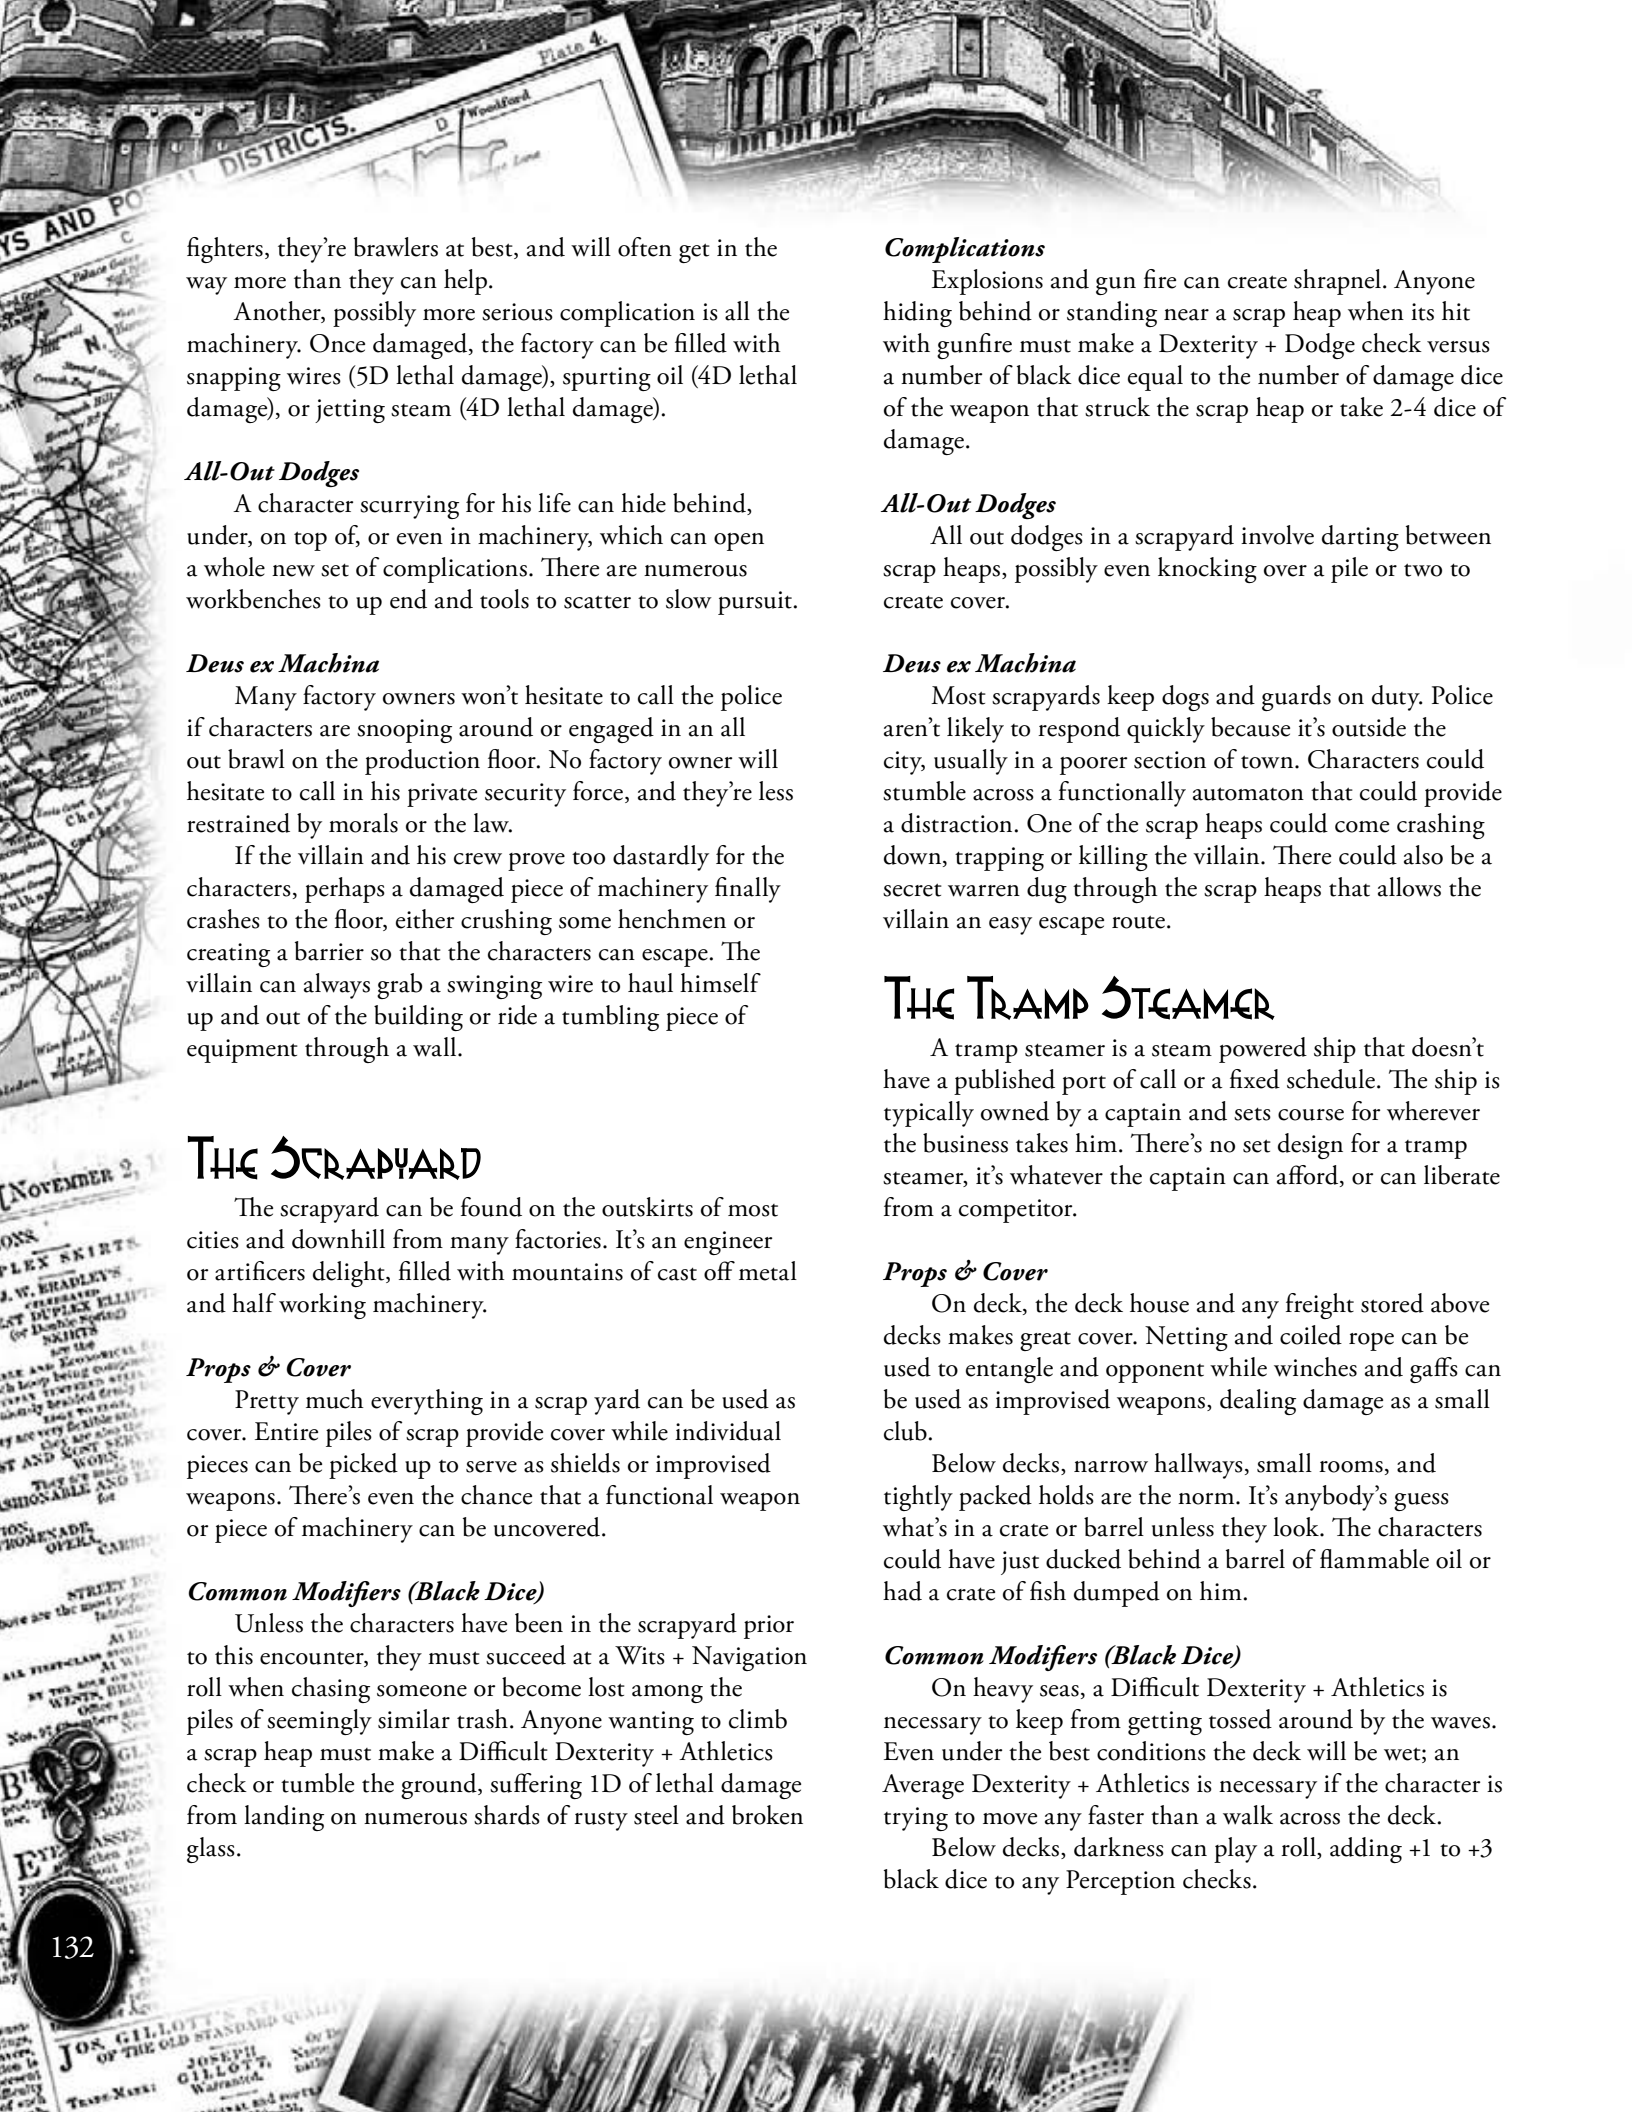 Plate 4.
D
Woodford
DISTRICTS.
YS AND PO
C
N.
fighters, they’re brawlers at best, and will often get in the
way more than they can help.
Another, possibly more serious complication is all the
machinery. Once damaged, the factory can be filled with
snapping wires (5D lethal damage), spurting oil (4D lethal
damage), or jetting steam (4D lethal damage).
All-Out Dodges
A character scurrying for his life can hide behind,
under, on top of, or even in machinery, which can open
a whole new set of complications. There are numerous
workbenches to up end and tools to scatter to slow pursuit.
Deus ex Machina
Many factory owners won’t hesitate to call the police
if characters are snooping around or engaged in an all
out brawl on the production floor. No factory owner will
hesitate to call in his private security force, and they’re less
restrained by morals or the law.
If the villain and his crew prove too dastardly for the
characters, perhaps a damaged piece of machinery finally
crashes to the floor, either crushing some henchmen or
creating a barrier so that the characters can escape. The
villain can always grab a swinging wire to haul himself
up and out of the building or ride a tumbling piece of
equipment through a wall.
The Scrapyard
The scrapyard can be found on the outskirts of most
cities and downhill from many factories. It’s an engineer
or artificers delight, filled with mountains of cast off metal
and half working machinery.
Props & Cover
Pretty much everything in a scrap yard can be used as
cover. Entire piles of scrap provide cover while individual
pieces can be picked up to serve as shields or improvised
weapons. There’s even the chance that a functional weapon
or piece of machinery can be uncovered.
Common Modifiers (Black Dice)
Unless the characters have been in the scrapyard prior
to this encounter, they must succeed at a Wits + Navigation
roll when chasing someone or become lost among the
piles of seemingly similar trash. Anyone wanting to climb
a scrap heap must make a Difficult Dexterity + Athletics
check or tumble the ground, suffering 1D of lethal damage
from landing on numerous shards of rusty steel and broken
glass.
Complications
Explosions and gun fire can create shrapnel. Anyone
hiding behind or standing near a scrap heap when its hit
with gunfire must make a Dexterity + Dodge check versus
a number of black dice equal to the number of damage dice
of the weapon that struck the scrap heap or take 2-4 dice of
damage.
All-Out Dodges
All out dodges in a scrapyard involve darting between
scrap heaps, possibly even knocking over a pile or two to
create cover.
Deus ex Machina
Most scrapyards keep dogs and guards on duty. Police
aren’t likely to respond quickly because it’s outside the
city, usually in a poorer section of town. Characters could
stumble across a functionally automaton that could provide
a distraction. One of the scrap heaps could come crashing
down, trapping or killing the villain. There could also be a
secret warren dug through the scrap heaps that allows the
villain an easy escape route.
The Tramp Steamer
A tramp steamer is a steam powered ship that doesn’t
have a published port of call or a fixed schedule. The ship is
typically owned by a captain and sets course for wherever
the business takes him. There’s no set design for a tramp
steamer, it’s whatever the captain can afford, or can liberate
from a competitor.
Props & Cover
On deck, the deck house and any freight stored above
decks makes great cover. Netting and coiled rope can be
used to entangle and opponent while winches and gaffs can
be used as improvised weapons, dealing damage as a small
club.
Below decks, narrow hallways, small rooms, and
tightly packed holds are the norm. It’s anybody’s guess
what’s in a crate or barrel unless they look. The characters
could have just ducked behind a barrel of flammable oil or
had a crate of fish dumped on him.
Common Modifiers (Black Dice)
On heavy seas, a Difficult Dexterity + Athletics is
necessary to keep from getting tossed around by the waves.
Even under the best conditions the deck will be wet; an
Average Dexterity + Athletics is necessary if the character is
trying to move any faster than a walk across the deck.
Below decks, darkness can play a roll, adding +1 to +3
black dice to any Perception checks.
[NOVEMBER 2,
PLEX SKIRTS
J. W. BRADLEY'S
SKIRTS
132
JOS. GILLOTT'S
OF THE OLD STANDARD
JOSEPH
GILLOTT,
Warranted.
TRADE-MARK: